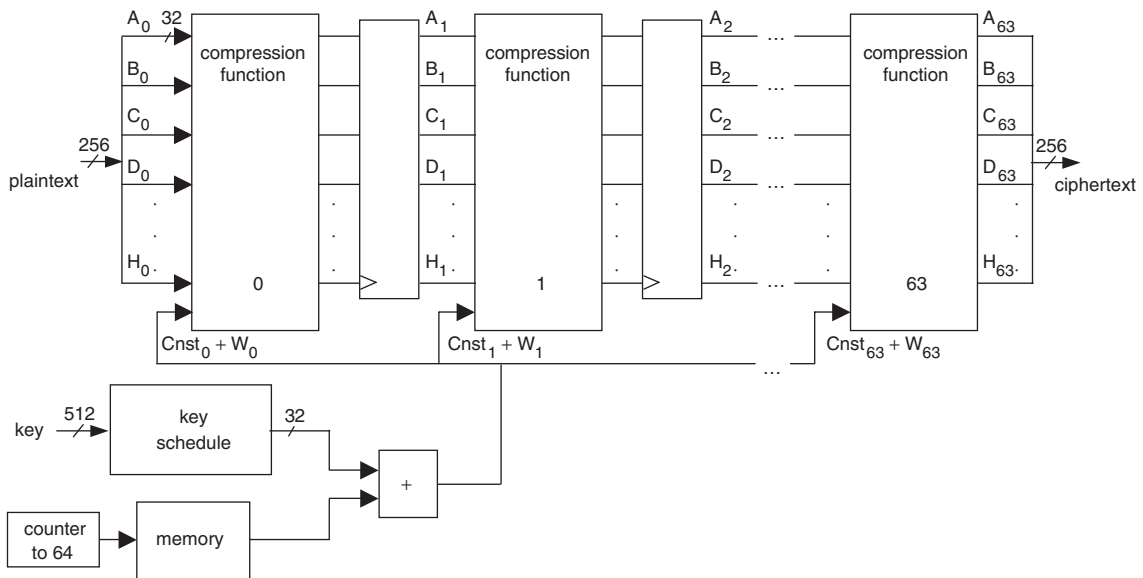 A0 32 A1 A2 ... A63
compression function
compression function
compression function
B0 B1 B2 ... B63
C0 C1 C2 ... C63
256
plaintext
D0 D1 D2 ... D63
256
ciphertext
H0 0 H1 1 H2 ... 63 H63
Cnst0 + W0
Cnst1 + W1
Cnst63 + W63
...
key
512
key schedule
32
+
counter to 64
memory